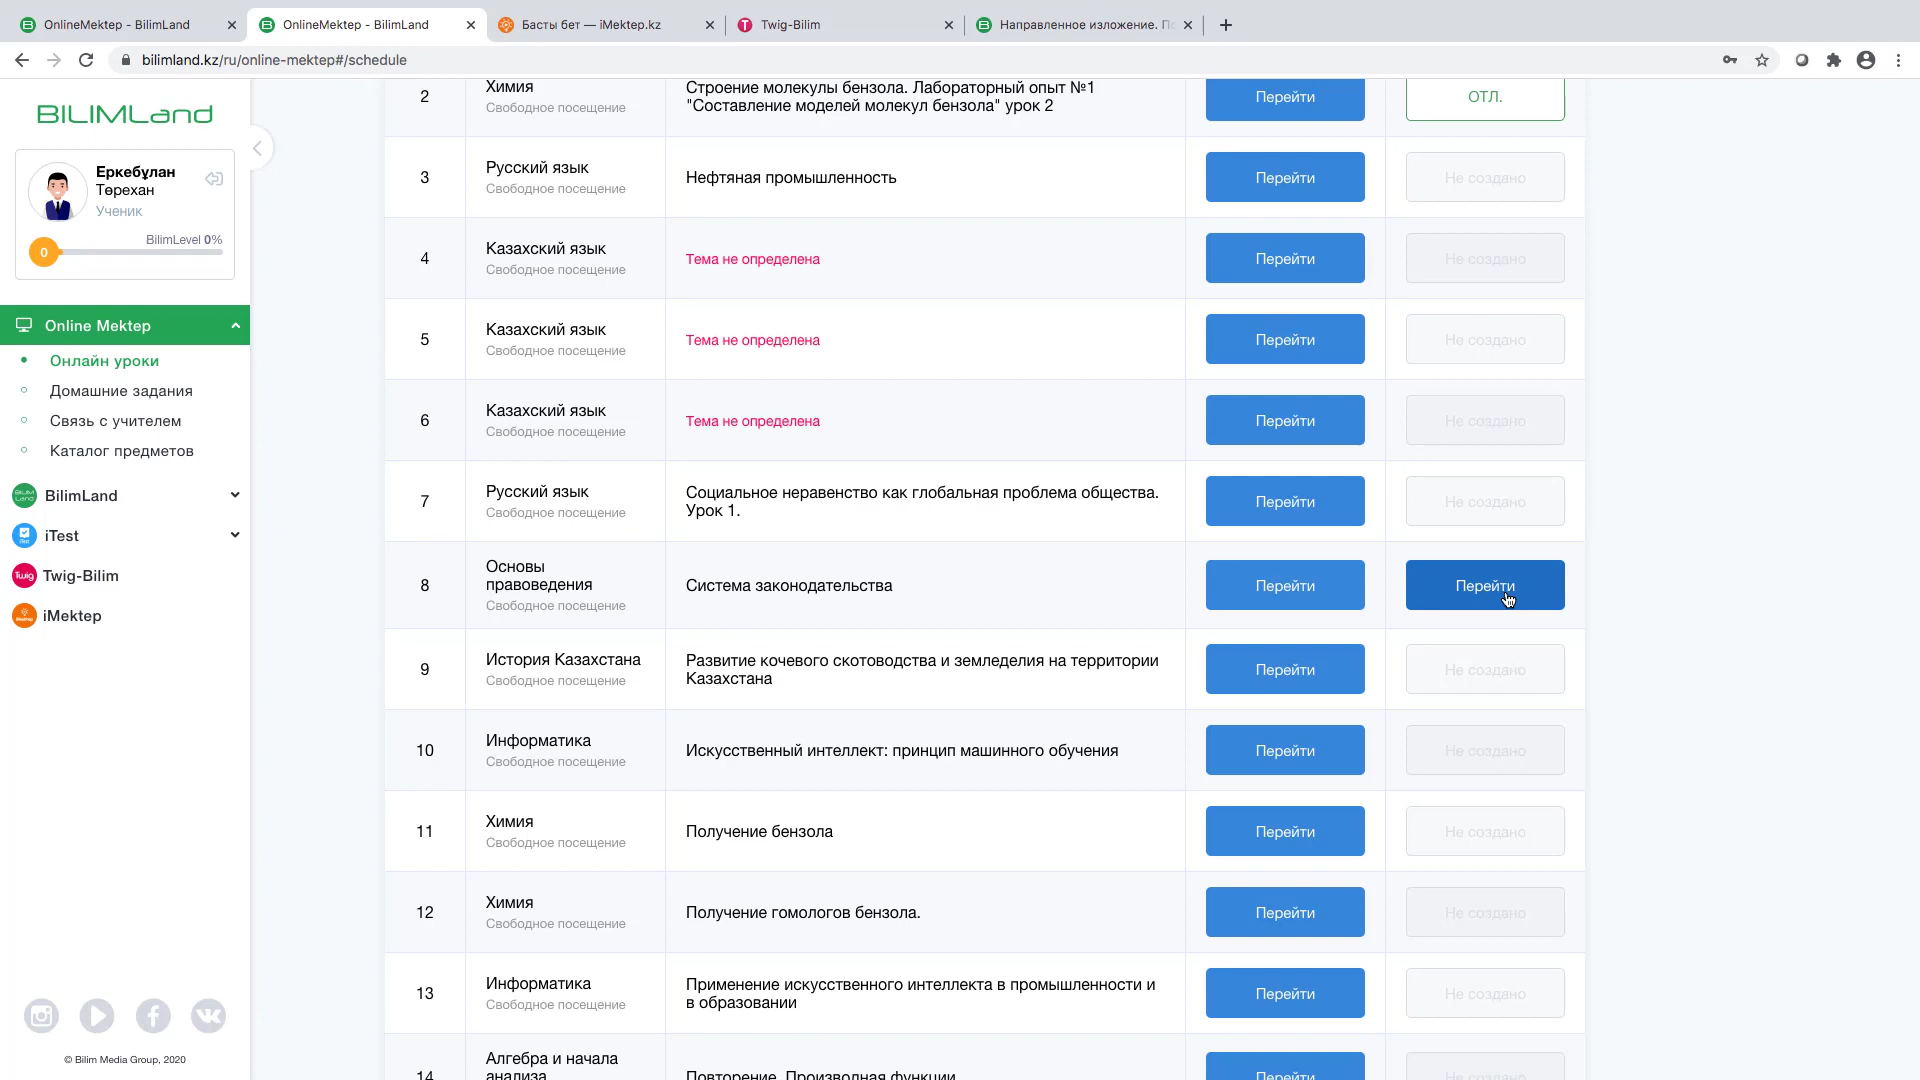 OnlineMektep - BilimLand
OnlineMektep - BilimLand
Басты бет — iMektep.kz
Twig-Bilim
Направленное изложение. П
bilimland.kz/ru/online-mektep#/schedule
BILIMLand
Еркебұлан
Төрехан
Ученик
BilimLevel 0%
0
Online Mektep
Онлайн уроки
Домашние задания
Связь с учителем
Каталог предметов
BilimLand
iTest
Twig-Bilim
iMektep
© Bilim Media Group, 2020
2
Химия
Свободное посещение
Строение молекулы бензола. Лабораторный опыт №1
"Составление моделей молекул бензола" урок 2
Перейти
ОТЛ.
3
Русский язык
Свободное посещение
Нефтяная промышленность
Перейти
Не создано
4
Казахский язык
Свободное посещение
Тема не определена
Перейти
Не создано
5
Казахский язык
Свободное посещение
Тема не определена
Перейти
Не создано
6
Казахский язык
Свободное посещение
Тема не определена
Перейти
Не создано
7
Русский язык
Свободное посещение
Социальное неравенство как глобальная проблема общества.
Урок 1.
Перейти
Не создано
8
Основы
правоведения
Свободное посещение
Система законодательства
Перейти
Перейти
9
История Казахстана
Свободное посещение
Развитие кочевого скотоводства и земледелия на территории
Казахстана
Перейти
Не создано
10
Информатика
Свободное посещение
Искусственный интеллект: принцип машинного обучения
Перейти
Не создано
11
Химия
Свободное посещение
Получение бензола
Перейти
Не создано
12
Химия
Свободное посещение
Получение гомологов бензола.
Перейти
Не создано
13
Информатика
Свободное посещение
Применение искусственного интеллекта в промышленности и
в образовании
Перейти
Не создано
14
Алгебра и начала
анализа
Повторение. Производная функции
Перейти
Не создано